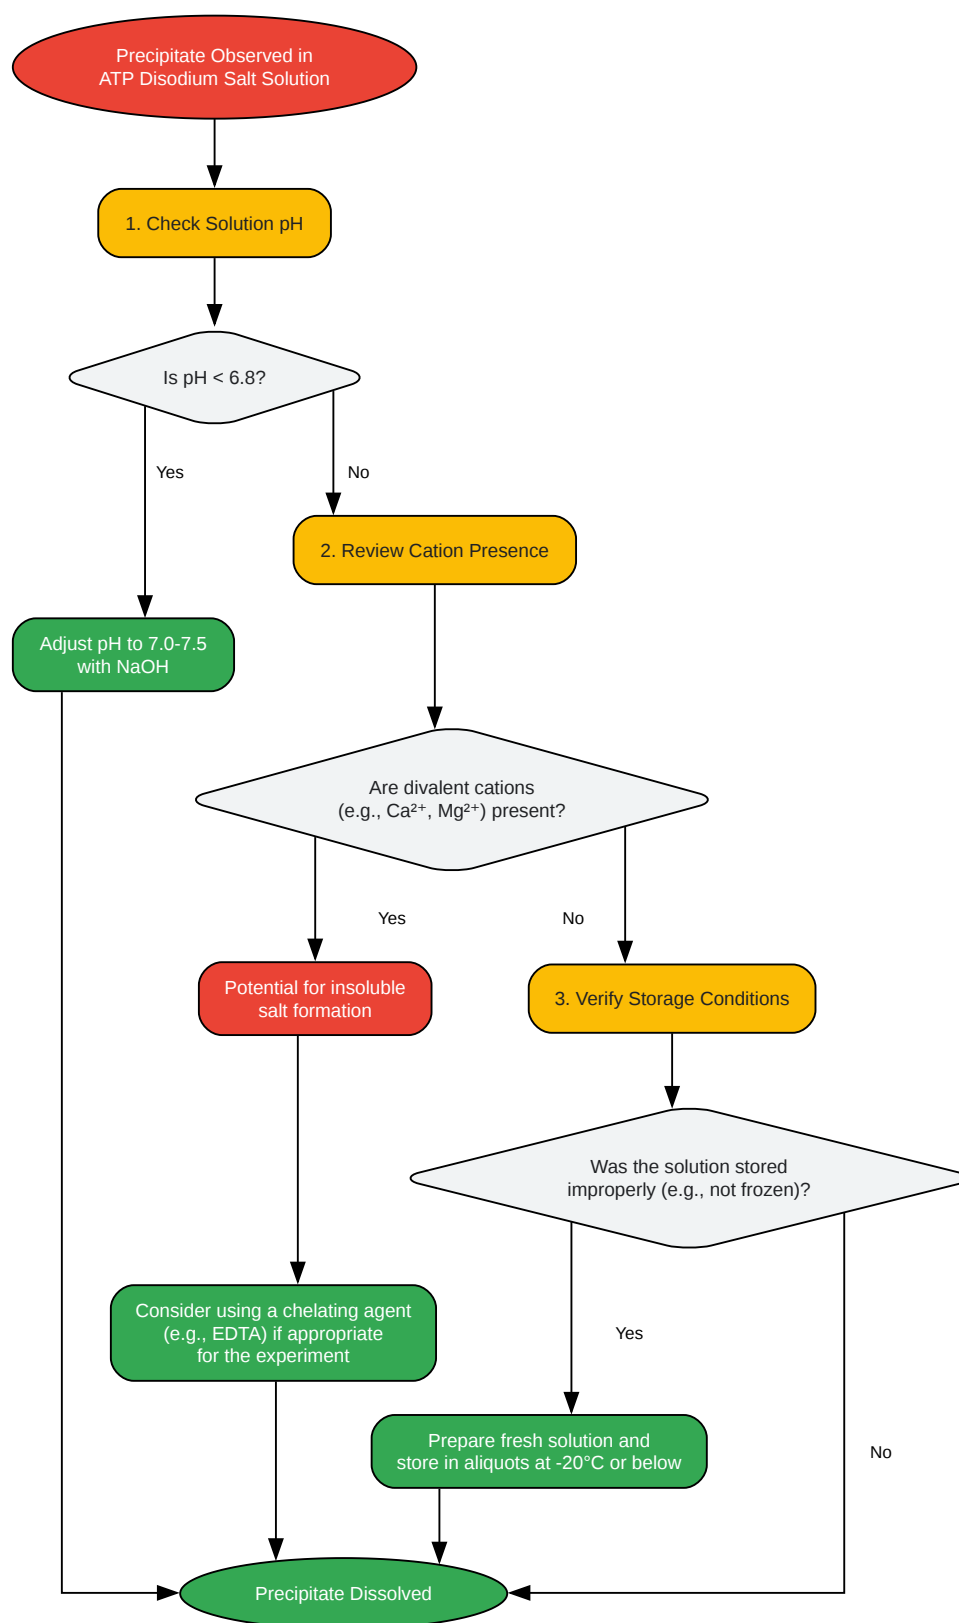 Precipitate Observed in
ATP Disodium Salt Solution
1. Check Solution pH
Is pH < 6.8?
Yes
No
2. Review Cation Presence
Adjust pH to 7.0-7.5
with NaOH
Are divalent cations
(e.g., Ca²⁺, Mg²⁺) present?
Yes
No
Potential for insoluble
salt formation
3. Verify Storage Conditions
Was the solution stored
improperly (e.g., not frozen)?
Consider using a chelating agent
(e.g., EDTA) if appropriate
for the experiment
Yes
Prepare fresh solution and
store in aliquots at -20°C or below
No
Precipitate Dissolved